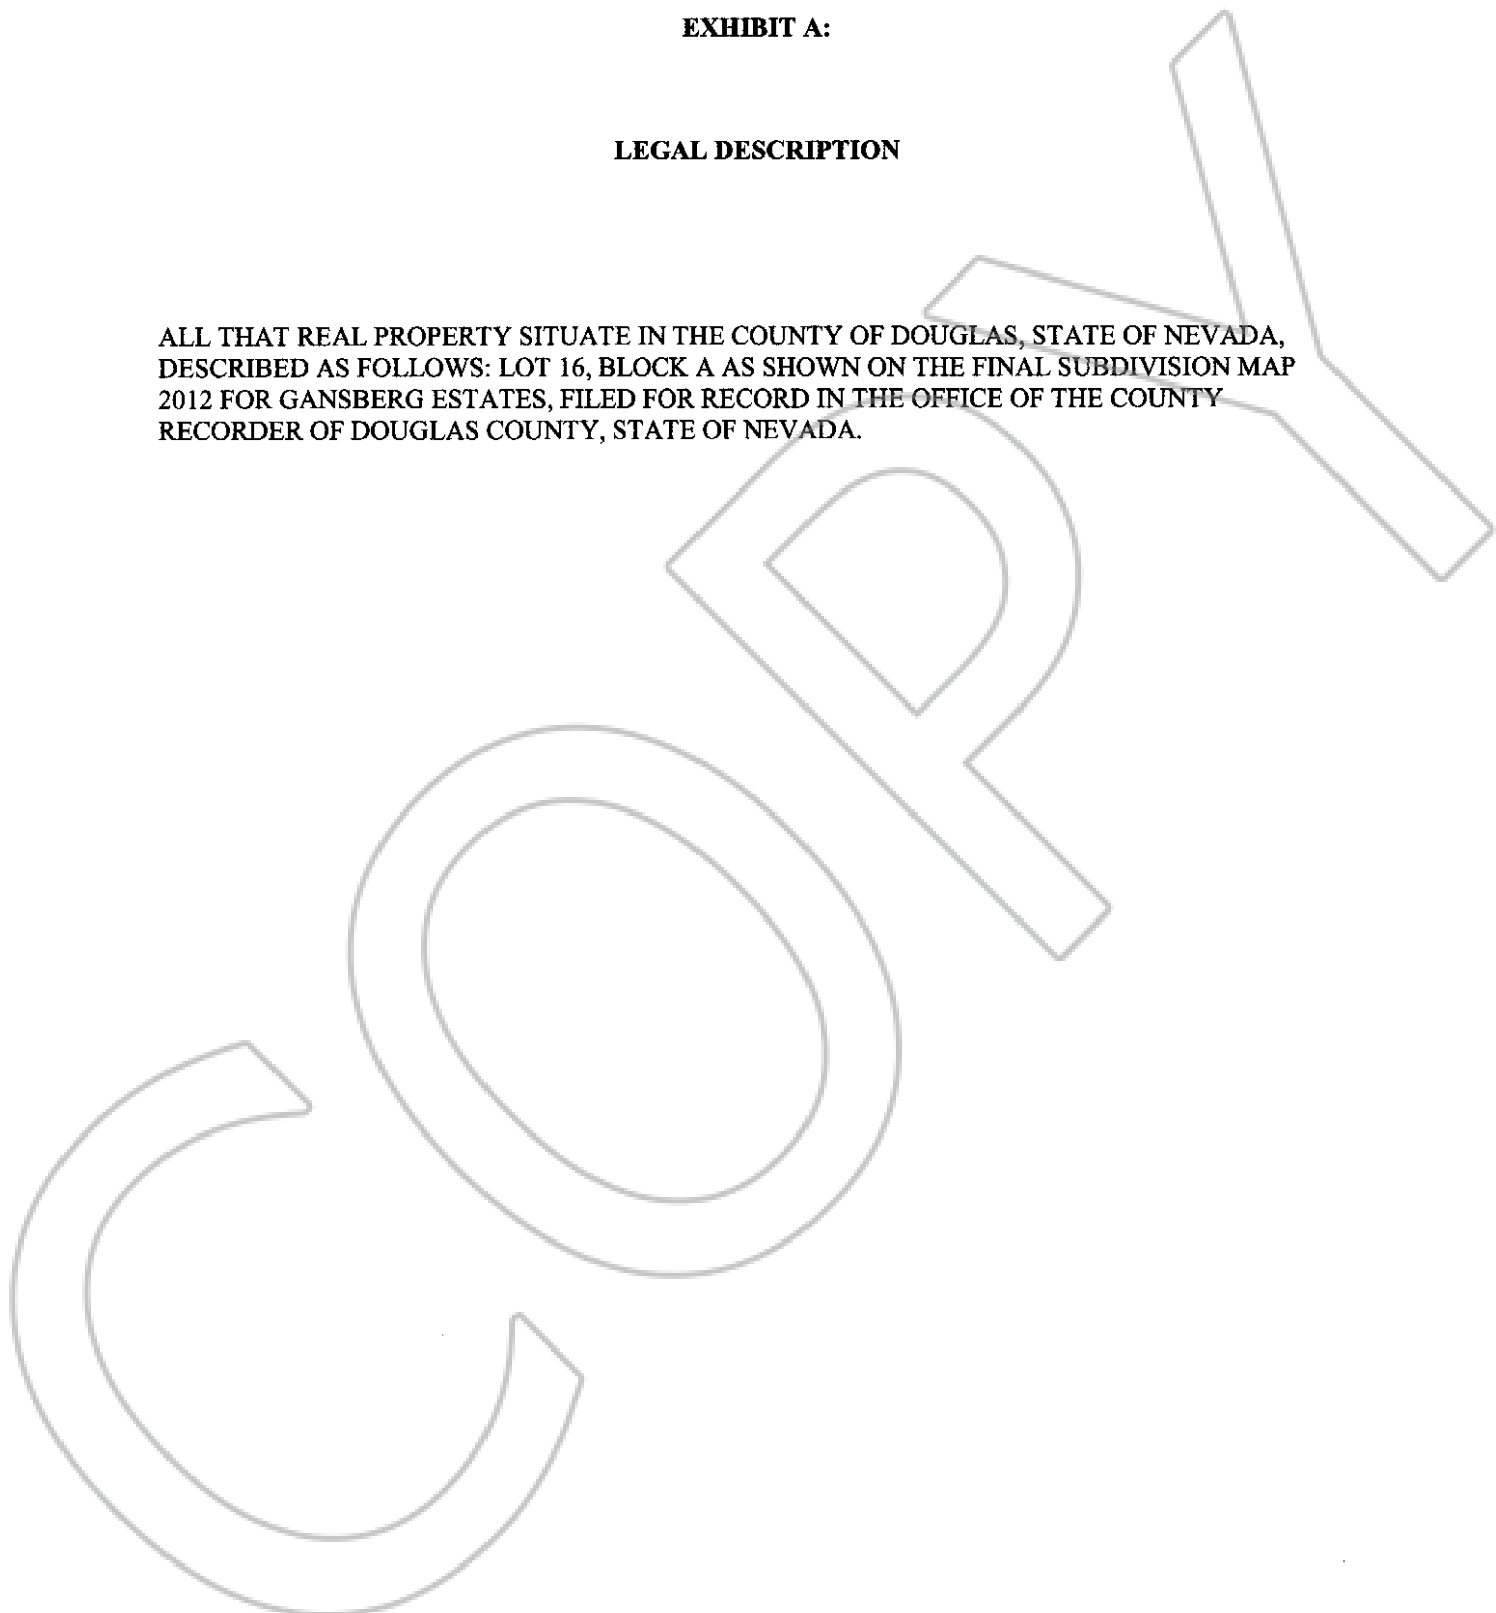 EXHIBIT A:
LEGAL DESCRIPTION
ALL THAT REAL PROPERTY SITUATE IN THE COUNTY OF DOUGLAS, STATE OF NEVADA,
DESCRIBED AS FOLLOWS: LOT 16, BLOCK A AS SHOWN ON THE FINAL SUBDIVISION MAP
2012 FOR GANSBERG ESTATES, FILED FOR RECORD IN THE OFFICE OF THE COUNTY
RECORDER OF DOUGLAS COUNTY, STATE OF NEVADA.
COPY